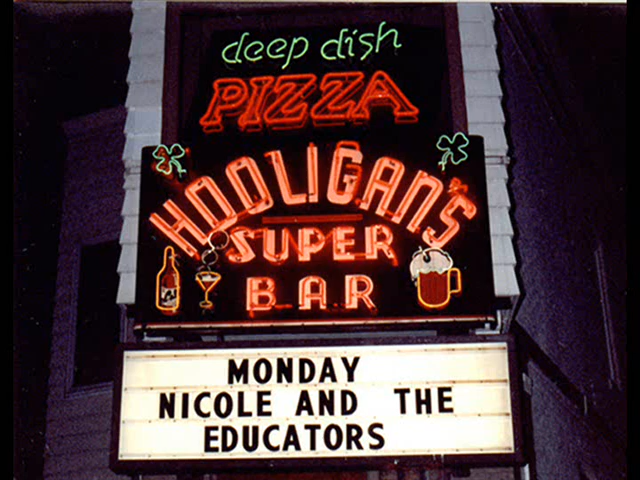 deep dish
PIZZA
HOOLIGAN'S
SUPER
BAR
MONDAY
NICOLE AND THE
EDUCATORS